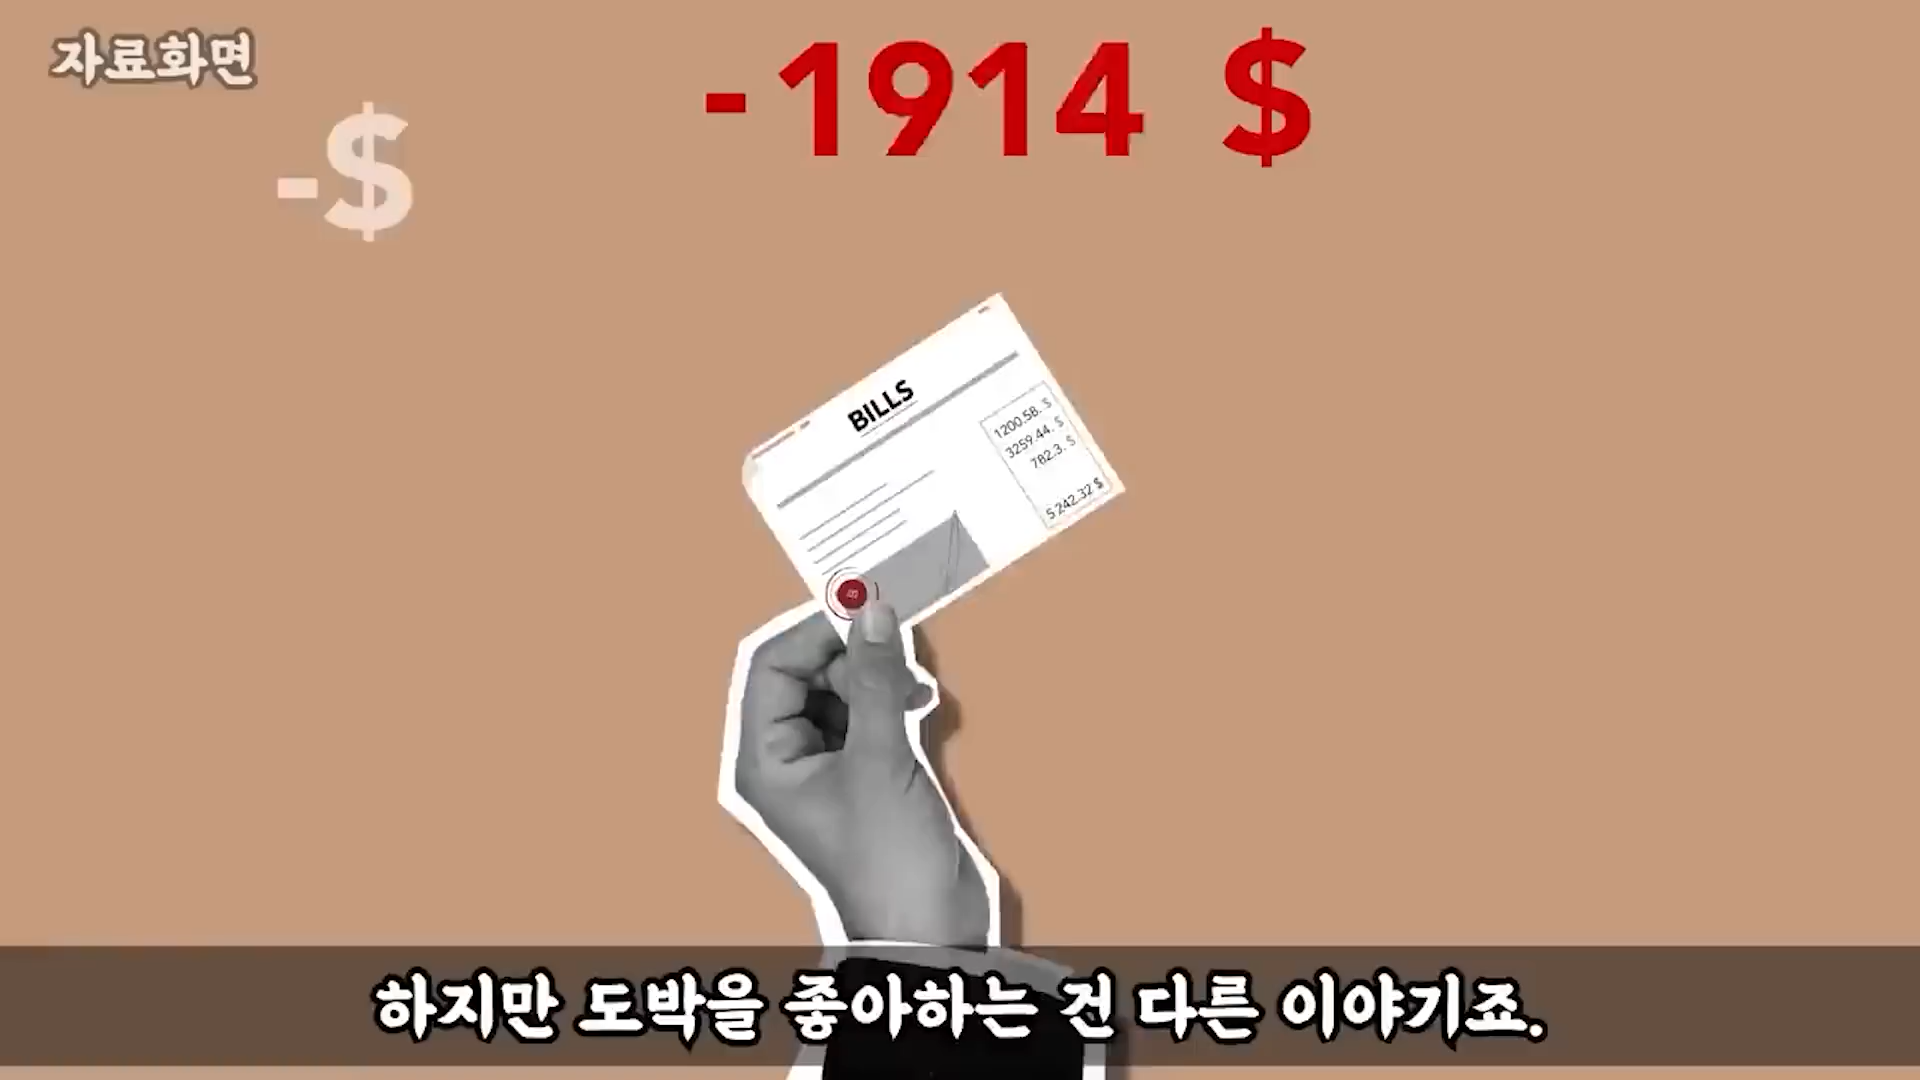 자료화면
-1914 $
-$
BILLS
1200.58. $
3259.44. $
782.3. $
5 242.32 $
하지만 도박을 좋아하는 건 다른 이야기죠.